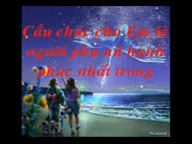 Cầu chúc cho Em là
người phụ nữ hạnh
phúc nhất trong